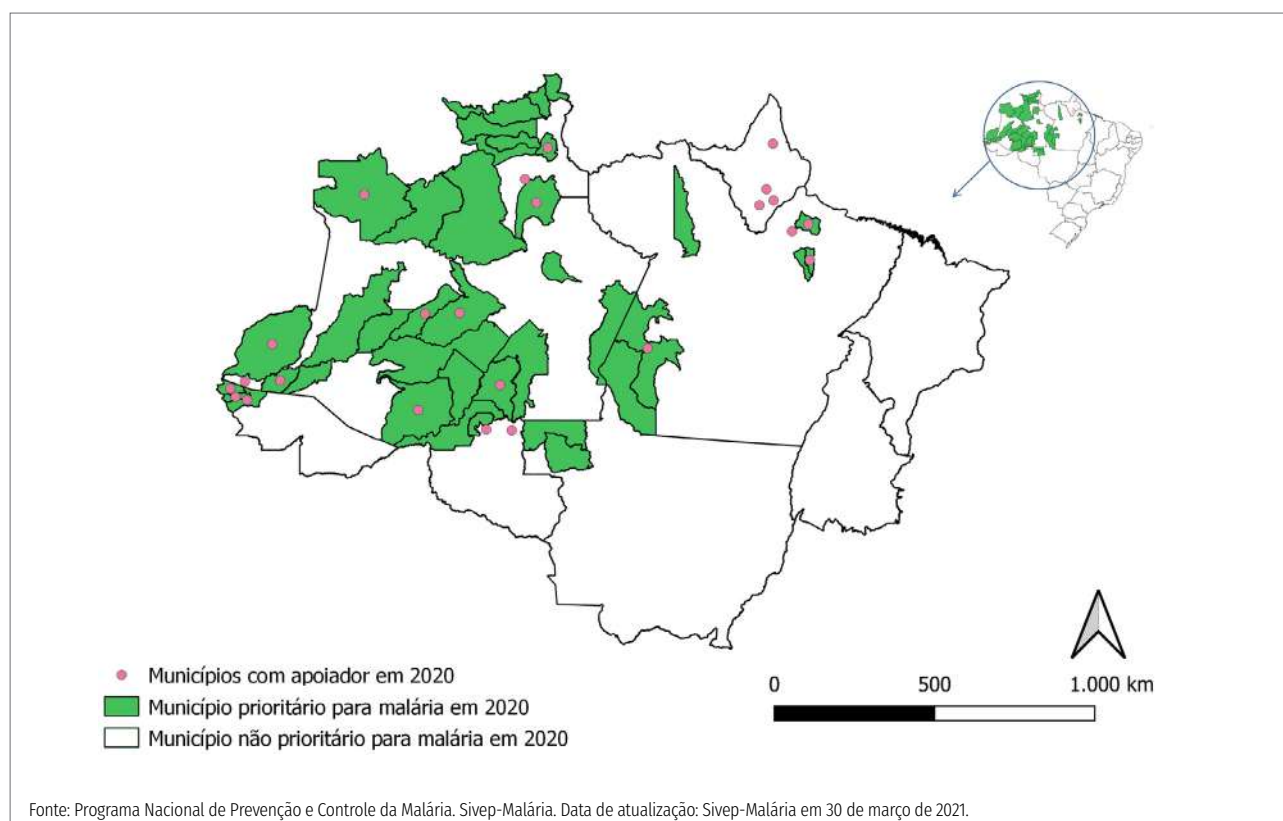 Municípios com apoiador em 2020
Município prioritário para malária em 2020
Município não prioritário para malária em 2020
0 500 1.000 km
Fonte: Programa Nacional de Prevenção e Controle da Malária. Sivep-Malária. Data de atualização: Sivep-Malária em 30 de março de 2021.